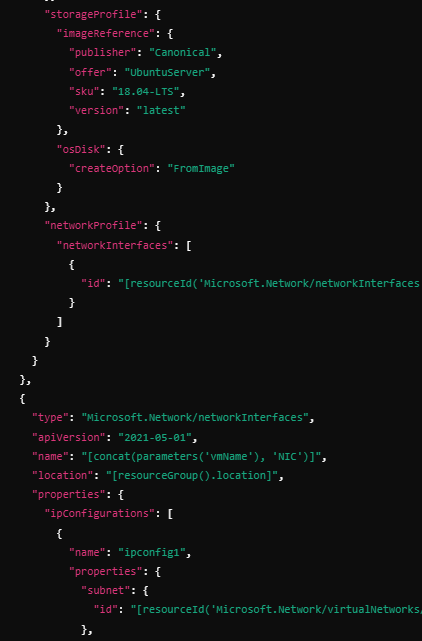 },
"storageProfile": {
"imageReference": {
"publisher": "Canonical",
"offer": "UbuntuServer",
"sku": "18.04-LTS",
"version": "latest"
},
"osDisk": {
"createOption": "FromImage"
}
},
"networkProfile": {
"networkInterfaces": [
{
"id": "[resourceId('Microsoft.Network/networkInterfaces
}
]
}
}
},
{
"type": "Microsoft.Network/networkInterfaces",
"apiVersion": "2021-05-01",
"name": "[concat(parameters('vmName'), 'NIC')]",
"location": "[resourceGroup().location]",
"properties": {
"ipConfigurations": [
{
"name": "ipconfig1",
"properties": {
"subnet": {
"id": "[resourceId('Microsoft.Network/virtualNetworks/
},